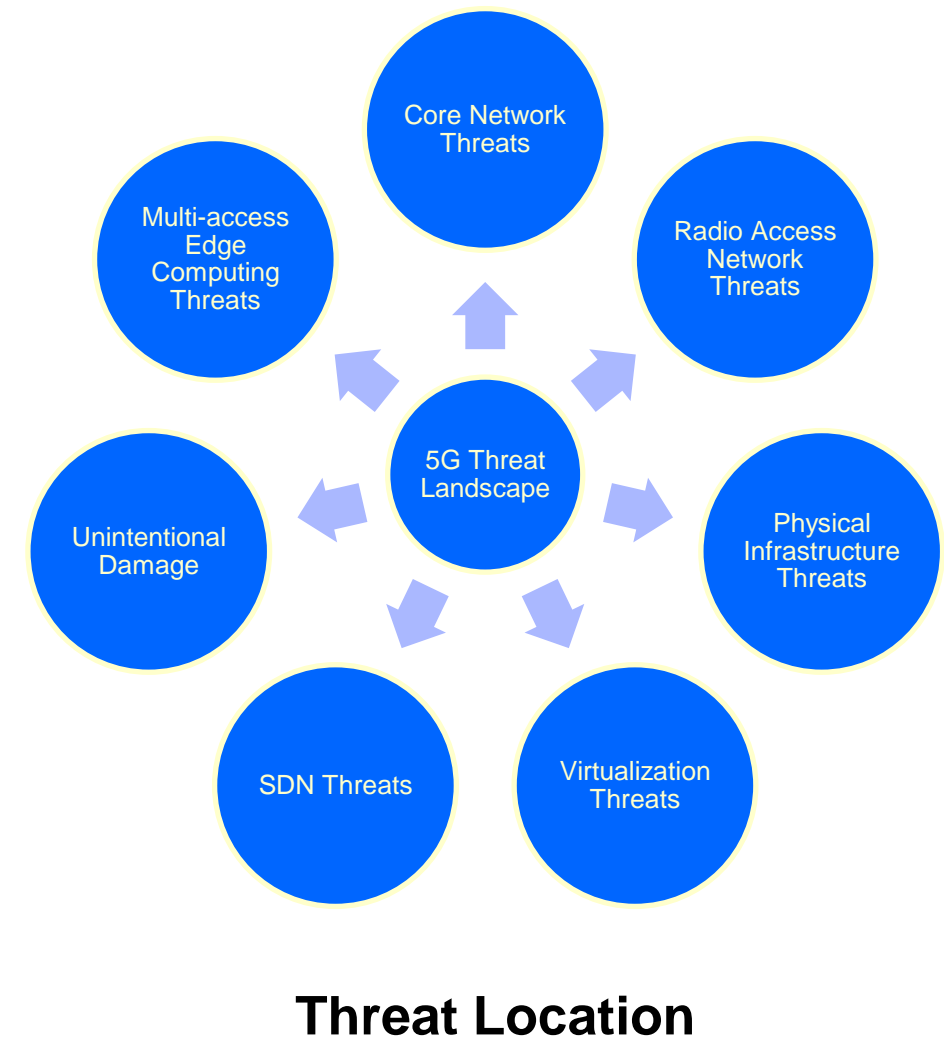 Core Network
Threats
Multi-access
Edge
Computing
Threats
Radio Access
Network
Threats
5G Threat
Landscape
Unintentional
Damage
Physical
Infrastructure
Threats
SDN Threats
Virtualization
Threats
Threat Location